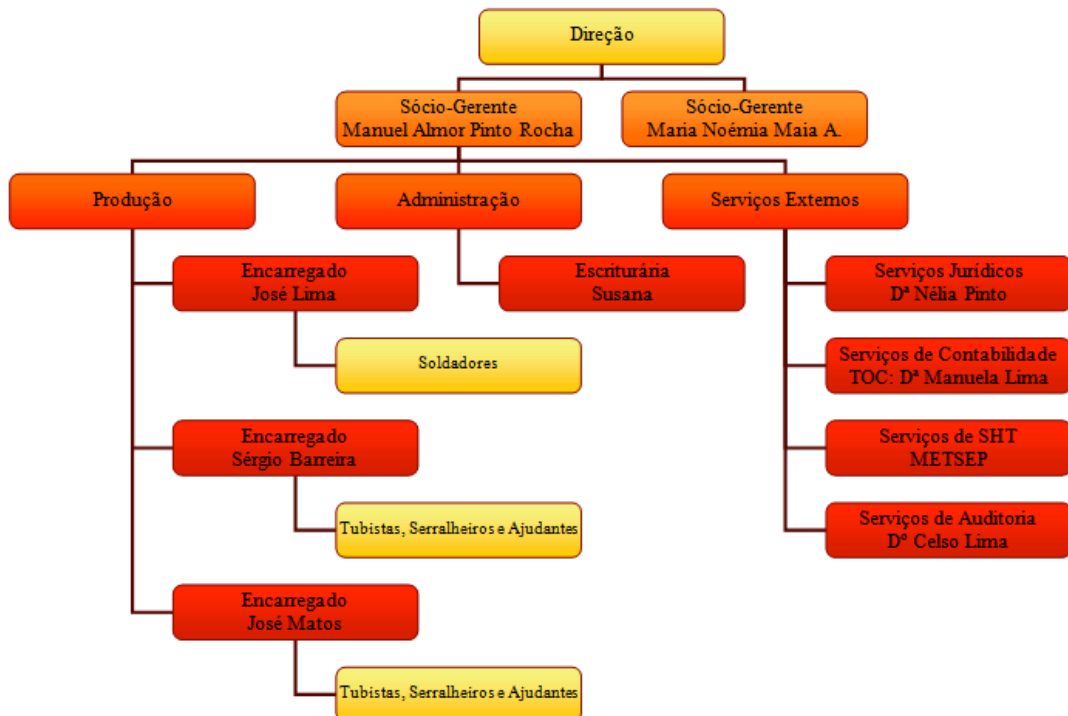 Direção
Sócio-Gerente
Manuel Almor Pinto Rocha
Sócio-Gerente
Maria Noémia Maia A.
Produção
Administração
Serviços Externos
Encarregado
José Lima
Escriturária
Susana
Serviços Jurídicos
Dª Nélia Pinto
Soldadores
Serviços de Contabilidade
TOC: Dª Manuela Lima
Encarregado
Sérgio Barreira
Serviços de SHT
METSEP
Tubistas, Serralheiros e Ajudantes
Serviços de Auditoria
Dº Celso Lima
Encarregado
José Matos
Tubistas, Serralheiros e Ajudantes